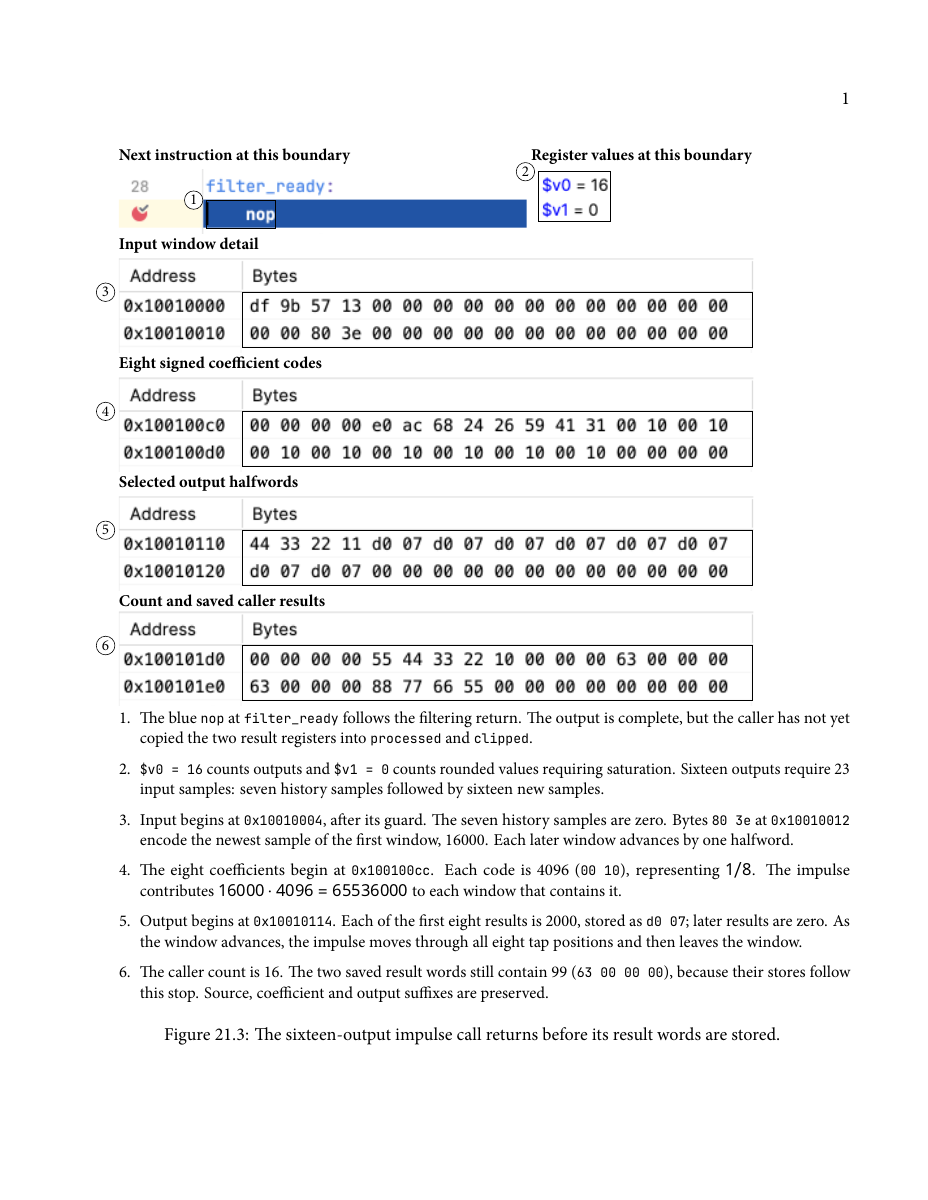 1
Next instruction at this boundary
Register values at this boundary
28 filter_ready:
1 nop
2 $v0 = 16
$v1 = 0
Input window detail
Address Bytes
3
0x10010000 df 9b 57 13 00 00 00 00 00 00 00 00 00 00 00 00
0x10010010 00 00 80 3e 00 00 00 00 00 00 00 00 00 00 00 00
Eight signed coefficient codes
Address Bytes
4
0x100100c0 00 00 00 00 e0 ac 68 24 26 59 41 31 00 10 00 10
0x100100d0 00 10 00 10 00 10 00 10 00 10 00 10 00 00 00 00
Selected output halfwords
Address Bytes
5
0x10010110 44 33 22 11 d0 07 d0 07 d0 07 d0 07 d0 07 d0 07
0x10010120 d0 07 d0 07 00 00 00 00 00 00 00 00 00 00 00 00
Count and saved caller results
Address Bytes
6
0x100101d0 00 00 00 00 55 44 33 22 10 00 00 00 63 00 00 00
0x100101e0 63 00 00 00 88 77 66 55 00 00 00 00 00 00 00 00
1. The blue nop at filter_ready follows the filtering return. The output is complete, but the caller has not yet
copied the two result registers into processed and clipped.
2. $v0 = 16 counts outputs and $v1 = 0 counts rounded values requiring saturation. Sixteen outputs require 23
input samples: seven history samples followed by sixteen new samples.
3. Input begins at 0x10010004, after its guard. The seven history samples are zero. Bytes 80 3e at 0x10010012
encode the newest sample of the first window, 16000. Each later window advances by one halfword.
4. The eight coefficients begin at 0x100100cc. Each code is 4096 (00 10), representing 1/8. The impulse
contributes 16000 · 4096 = 65536000 to each window that contains it.
5. Output begins at 0x10010114. Each of the first eight results is 2000, stored as d0 07; later results are zero. As
the window advances, the impulse moves through all eight tap positions and then leaves the window.
6. The caller count is 16. The two saved result words still contain 99 (63 00 00 00), because their stores follow
this stop. Source, coefficient and output suffixes are preserved.
Figure 21.3: The sixteen-output impulse call returns before its result words are stored.